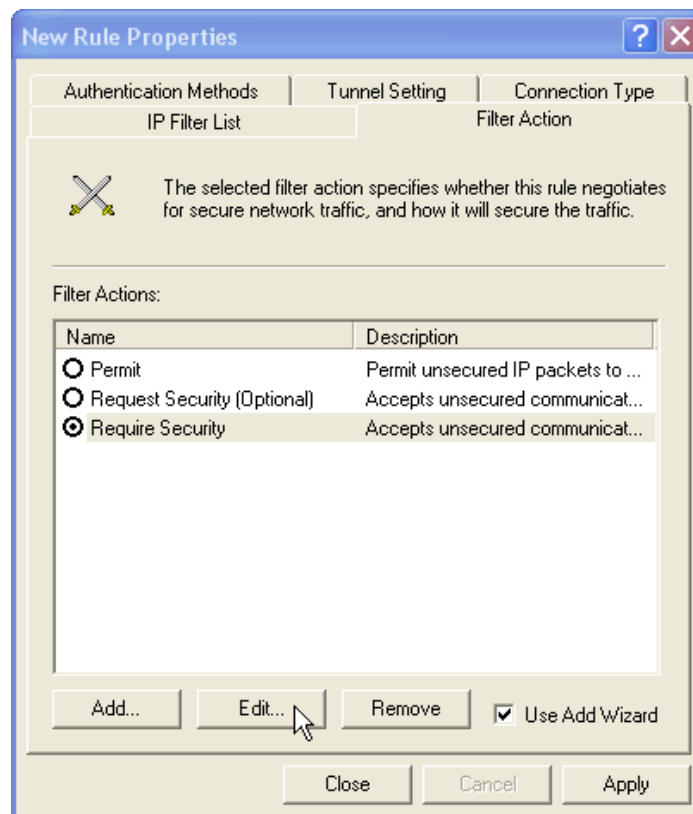 New Rule Properties
Authentication Methods
Tunnel Setting
Connection Type
IP Filter List
Filter Action
The selected filter action specifies whether this rule negotiates
for secure network traffic, and how it will secure the traffic.
Filter Actions:
Name Description
Permit Permit unsecured IP packets to ...
Request Security (Optional) Accepts unsecured communicat...
Require Security Accepts unsecured communicat...
Add... Edit... Remove Use Add Wizard
Close Cancel Apply